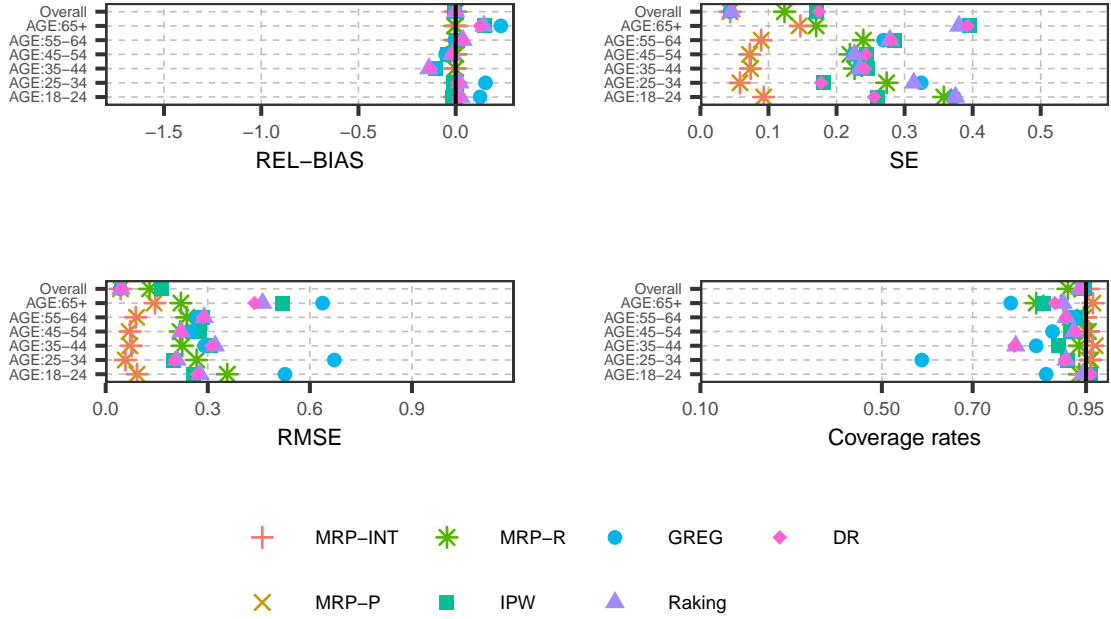 Overall
AGE:65+
AGE:55−64
AGE:45−54
AGE:35−44
AGE:25−34
AGE:18−24
−1.5 −1.0 −0.5 0.0
REL−BIAS
Overall
AGE:65+
AGE:55−64
AGE:45−54
AGE:35−44
AGE:25−34
AGE:18−24
0.0 0.1 0.2 0.3 0.4 0.5
SE
Overall
AGE:65+
AGE:55−64
AGE:45−54
AGE:35−44
AGE:25−34
AGE:18−24
0.0 0.3 0.6 0.9
RMSE
Overall
AGE:65+
AGE:55−64
AGE:45−54
AGE:35−44
AGE:25−34
AGE:18−24
0.10 0.50 0.70 0.95
Coverage rates
MRP−INT MRP−R GREG DR
MRP−P IPW Raking